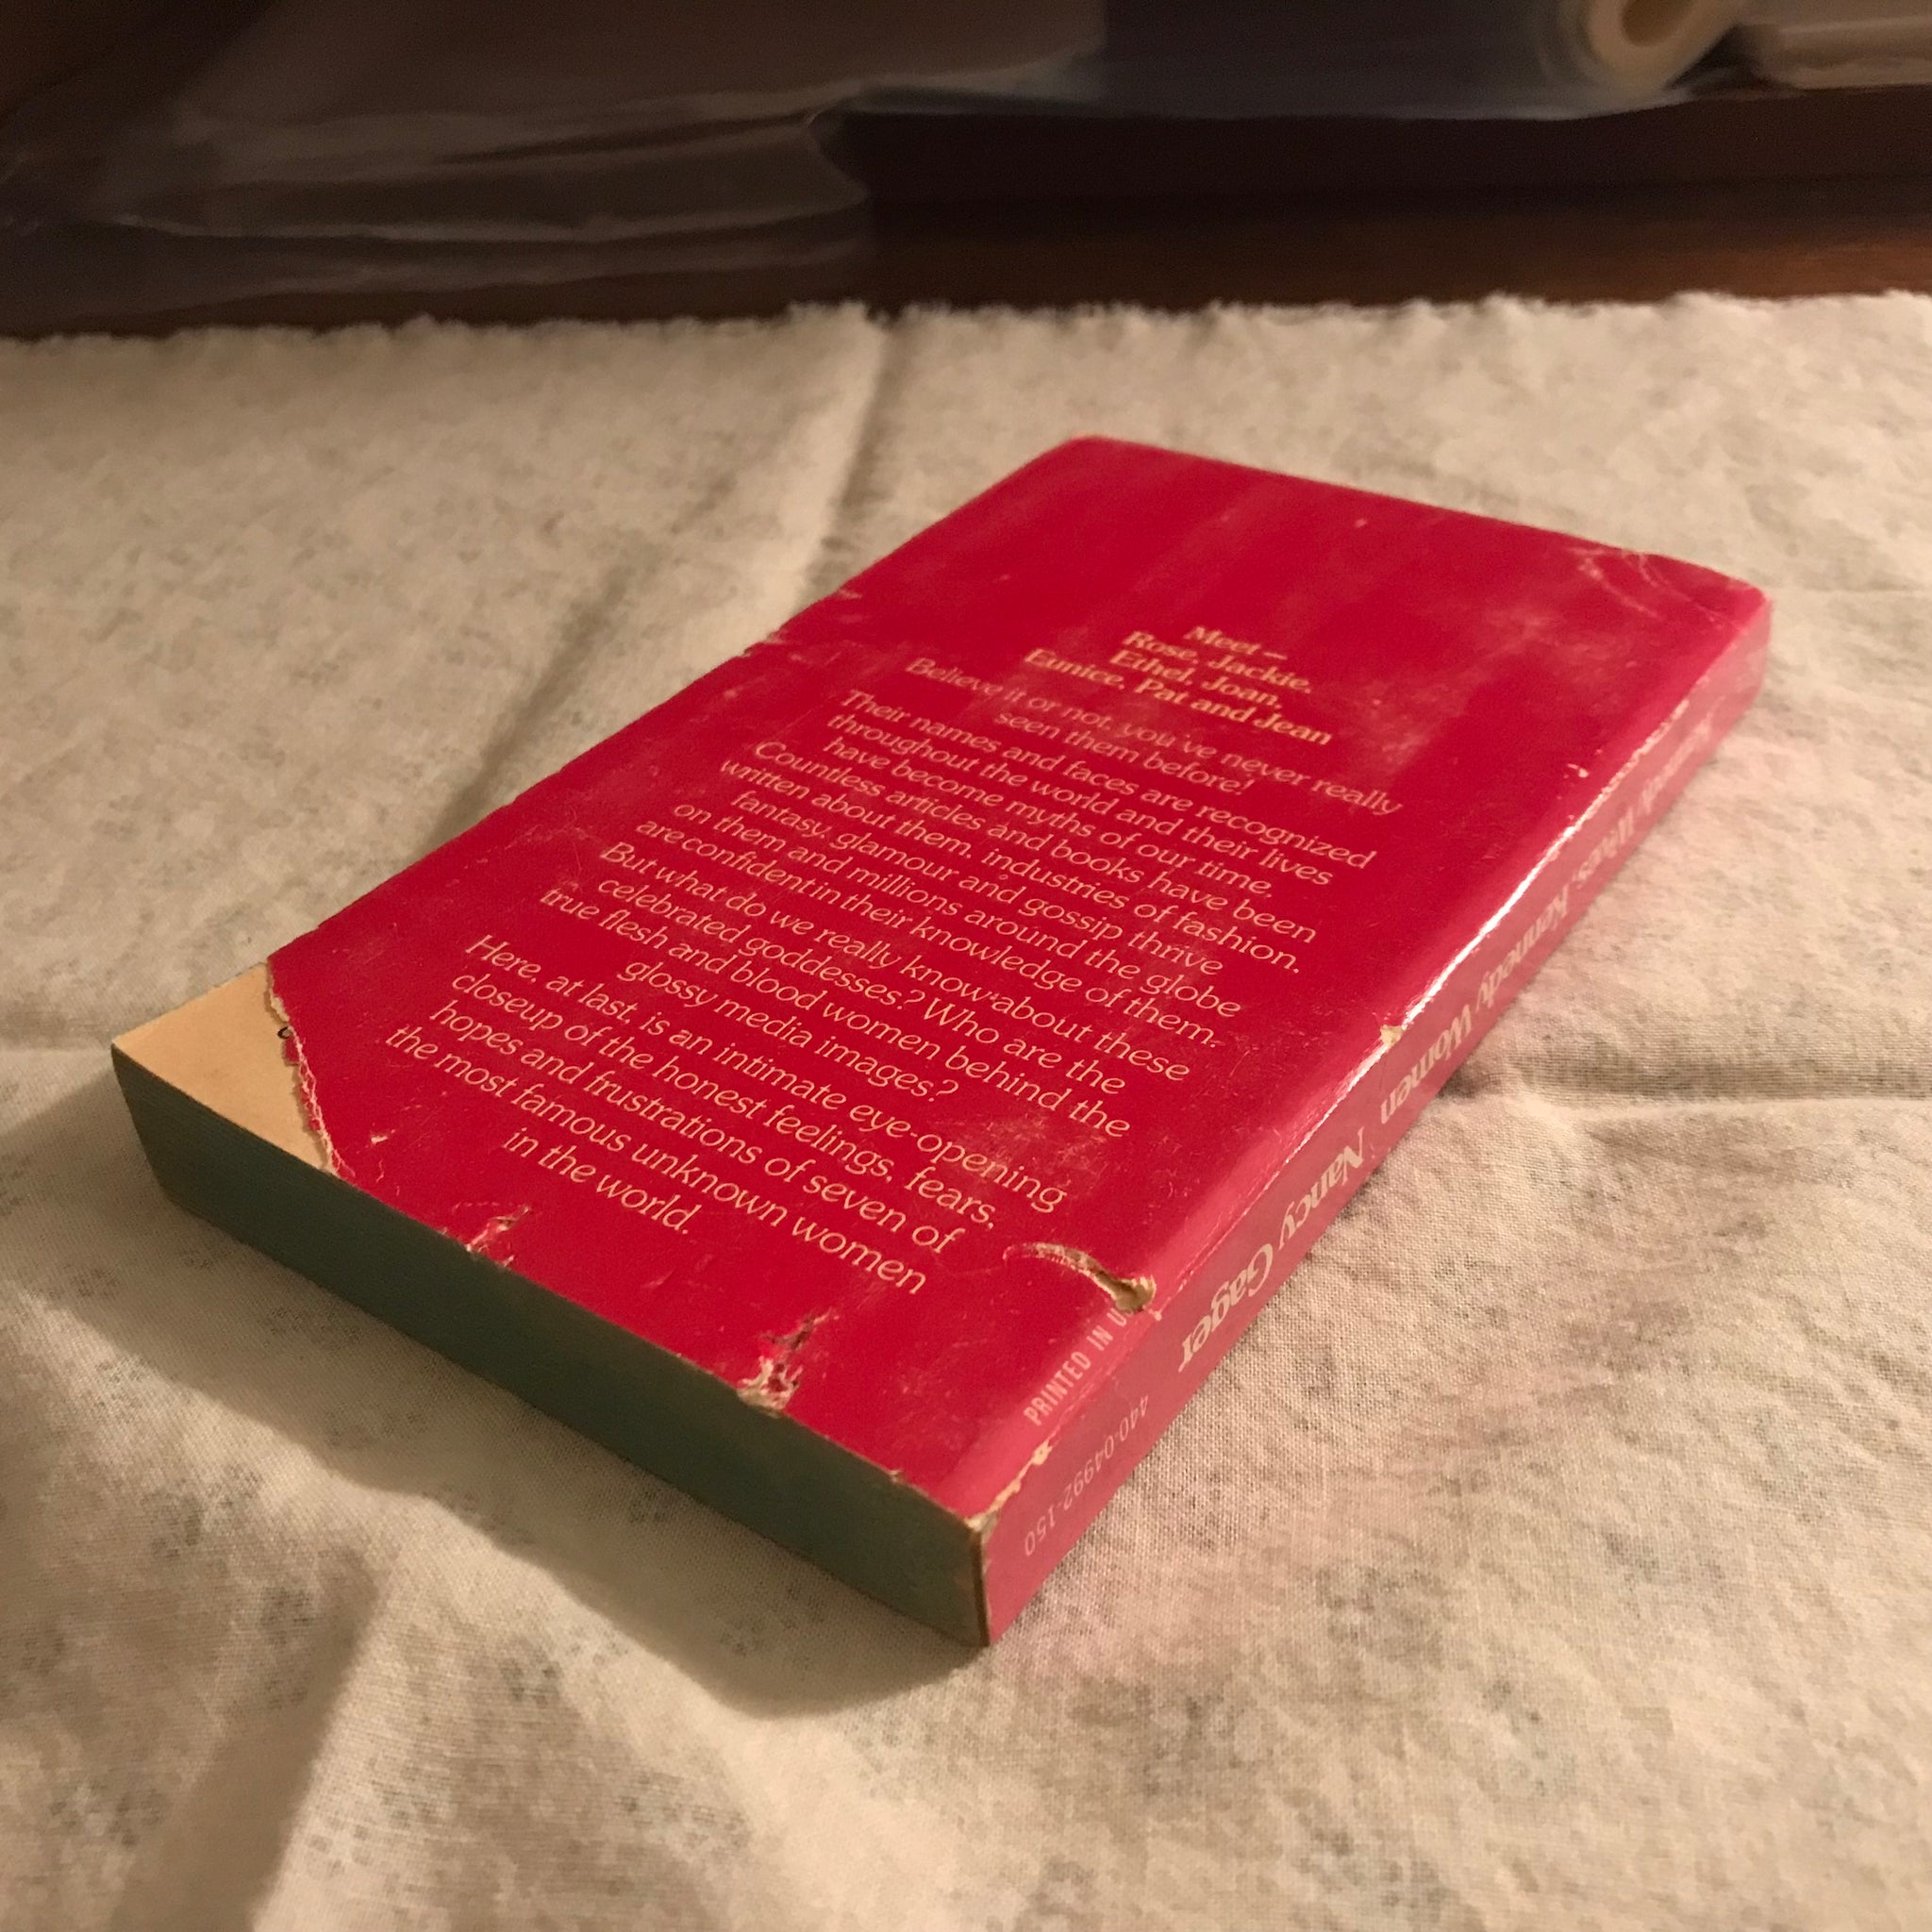 Meet—
Rose, Jackie,
Ethel, Joan,
Eunice, Pat and Jean
Believe it or not, you've never really
seen them before!
Their names and faces are recognized
throughout the world and their lives
have become myths of our time.
Countless articles and books have been
written about them, industries of fashion,
fantasy, glamour and gossip thrive
on them and millions around the globe
are confident in their knowledge of them.
But what do we really know about these
celebrated goddesses? Who are the
true flesh and blood women behind the
glossy media images?
Here, at last, is an intimate eye-opening
closeup of the honest feelings, fears,
hopes and frustrations of seven of
the most famous unknown women
in the world.
PRINTED IN U
Kennedy Wives, Kennedy Women Nancy Gager
440-04992-150